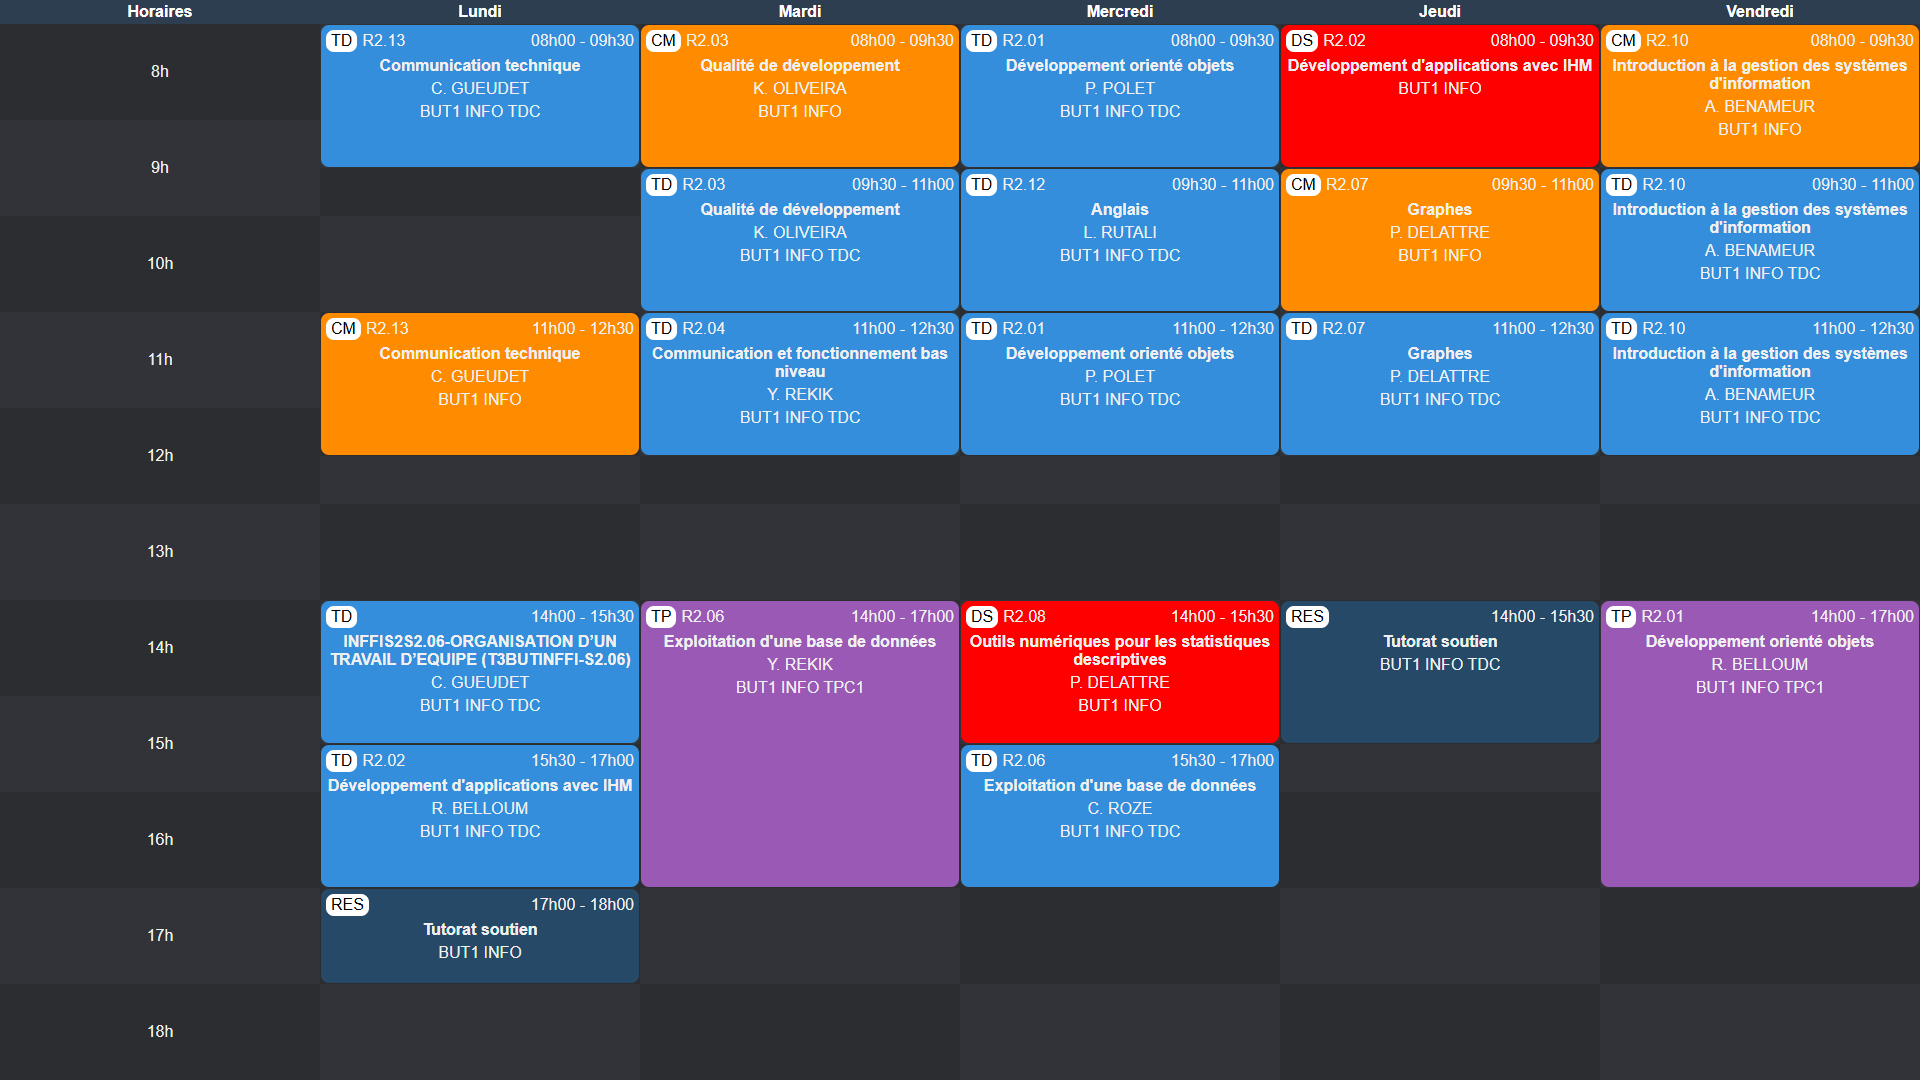 Horaires
Lundi
Mardi
Mercredi
Jeudi
Vendredi
8h
9h
10h
11h
12h
13h
14h
15h
16h
17h
18h
TD R2.13 08h00 - 09h30
Communication technique
C. GUEUDET
BUT1 INFO TDC
CM R2.13 11h00 - 12h30
Communication technique
C. GUEUDET
BUT1 INFO
TD 14h00 - 15h30
INFFIS2S2.06-ORGANISATION D’UN
TRAVAIL D’EQUIPE (T3BUTINFFI-S2.06)
C. GUEUDET
BUT1 INFO TDC
TD R2.02 15h30 - 17h00
Développement d'applications avec IHM
R. BELLOUM
BUT1 INFO TDC
RES 17h00 - 18h00
Tutorat soutien
BUT1 INFO
CM R2.03 08h00 - 09h30
Qualité de développement
K. OLIVEIRA
BUT1 INFO
TD R2.03 09h30 - 11h00
Qualité de développement
K. OLIVEIRA
BUT1 INFO TDC
TD R2.04 11h00 - 12h30
Communication et fonctionnement bas
niveau
Y. REKIK
BUT1 INFO TDC
TP R2.06 14h00 - 17h00
Exploitation d'une base de données
Y. REKIK
BUT1 INFO TPC1
TD R2.01 08h00 - 09h30
Développement orienté objets
P. POLET
BUT1 INFO TDC
TD R2.12 09h30 - 11h00
Anglais
L. RUTALI
BUT1 INFO TDC
TD R2.01 11h00 - 12h30
Développement orienté objets
P. POLET
BUT1 INFO TDC
DS R2.08 14h00 - 15h30
Outils numériques pour les statistiques
descriptives
P. DELATTRE
BUT1 INFO
TD R2.06 15h30 - 17h00
Exploitation d'une base de données
C. ROZE
BUT1 INFO TDC
DS R2.02 08h00 - 09h30
Développement d'applications avec IHM
BUT1 INFO
CM R2.07 09h30 - 11h00
Graphes
P. DELATTRE
BUT1 INFO
TD R2.07 11h00 - 12h30
Graphes
P. DELATTRE
BUT1 INFO TDC
RES 14h00 - 15h30
Tutorat soutien
BUT1 INFO TDC
CM R2.10 08h00 - 09h30
Introduction à la gestion des systèmes
d'information
A. BENAMEUR
BUT1 INFO
TD R2.10 09h30 - 11h00
Introduction à la gestion des systèmes
d'information
A. BENAMEUR
BUT1 INFO TDC
TD R2.10 11h00 - 12h30
Introduction à la gestion des systèmes
d'information
A. BENAMEUR
BUT1 INFO TDC
TP R2.01 14h00 - 17h00
Développement orienté objets
R. BELLOUM
BUT1 INFO TPC1